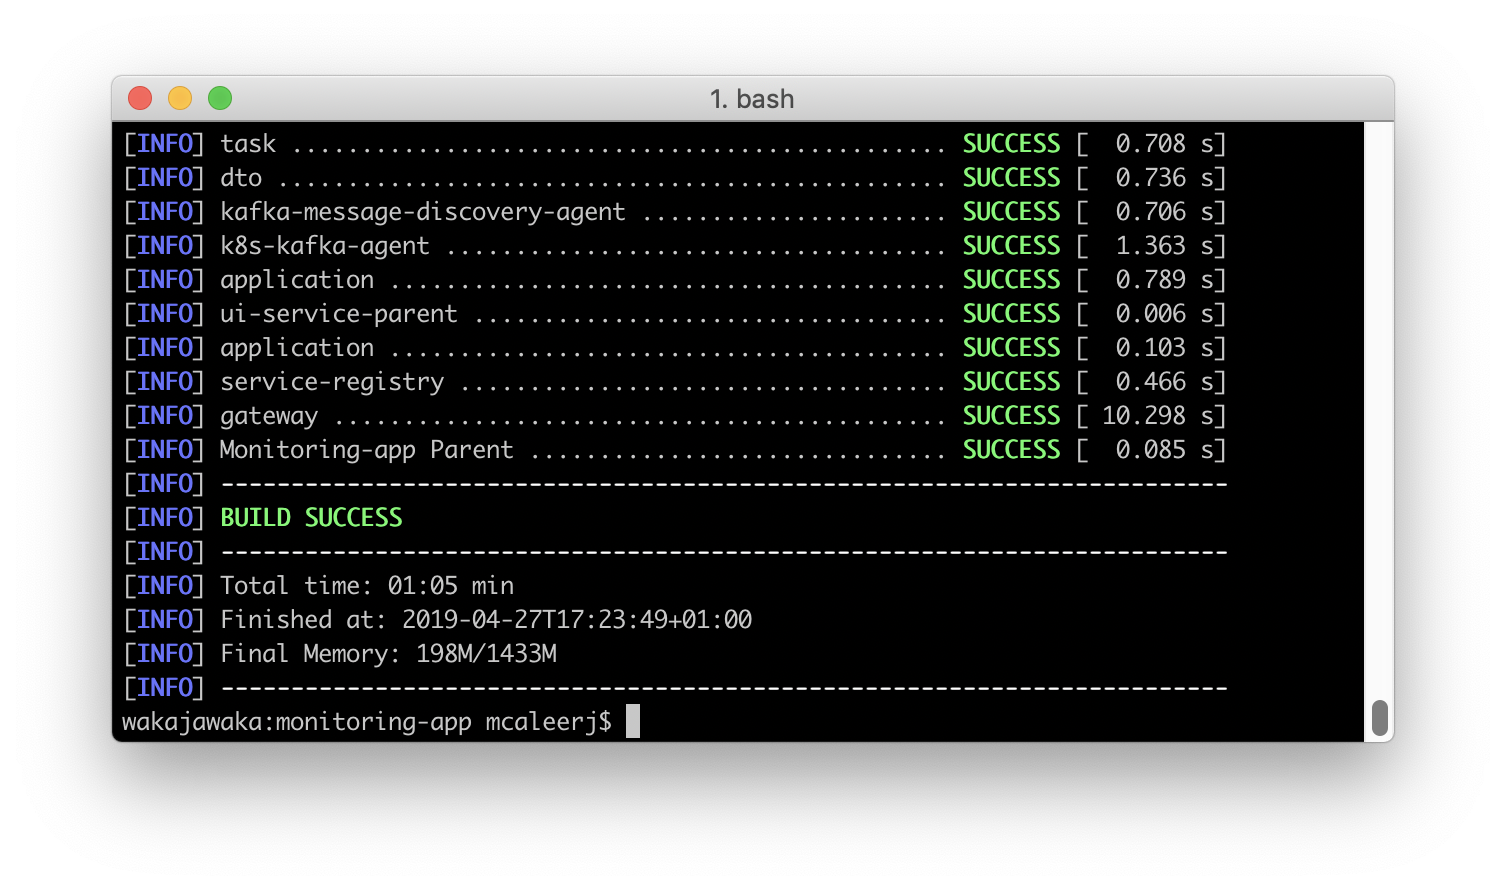 1. bash
[INFO] task ............................................... SUCCESS [  0.708 s]
[INFO] dto ................................................ SUCCESS [  0.736 s]
[INFO] kafka-message-discovery-agent ...................... SUCCESS [  0.706 s]
[INFO] k8s-kafka-agent .................................... SUCCESS [  1.363 s]
[INFO] application ........................................ SUCCESS [  0.789 s]
[INFO] ui-service-parent .................................. SUCCESS [  0.006 s]
[INFO] application ........................................ SUCCESS [  0.103 s]
[INFO] service-registry ................................... SUCCESS [  0.466 s]
[INFO] gateway ............................................ SUCCESS [ 10.298 s]
[INFO] Monitoring-app Parent .............................. SUCCESS [  0.085 s]
[INFO] ------------------------------------------------------------------------
[INFO] BUILD SUCCESS
[INFO] ------------------------------------------------------------------------
[INFO] Total time: 01:05 min
[INFO] Finished at: 2019-04-27T17:23:49+01:00
[INFO] Final Memory: 198M/1433M
[INFO] ------------------------------------------------------------------------
wakajawaka:monitoring-app mcaleerj$